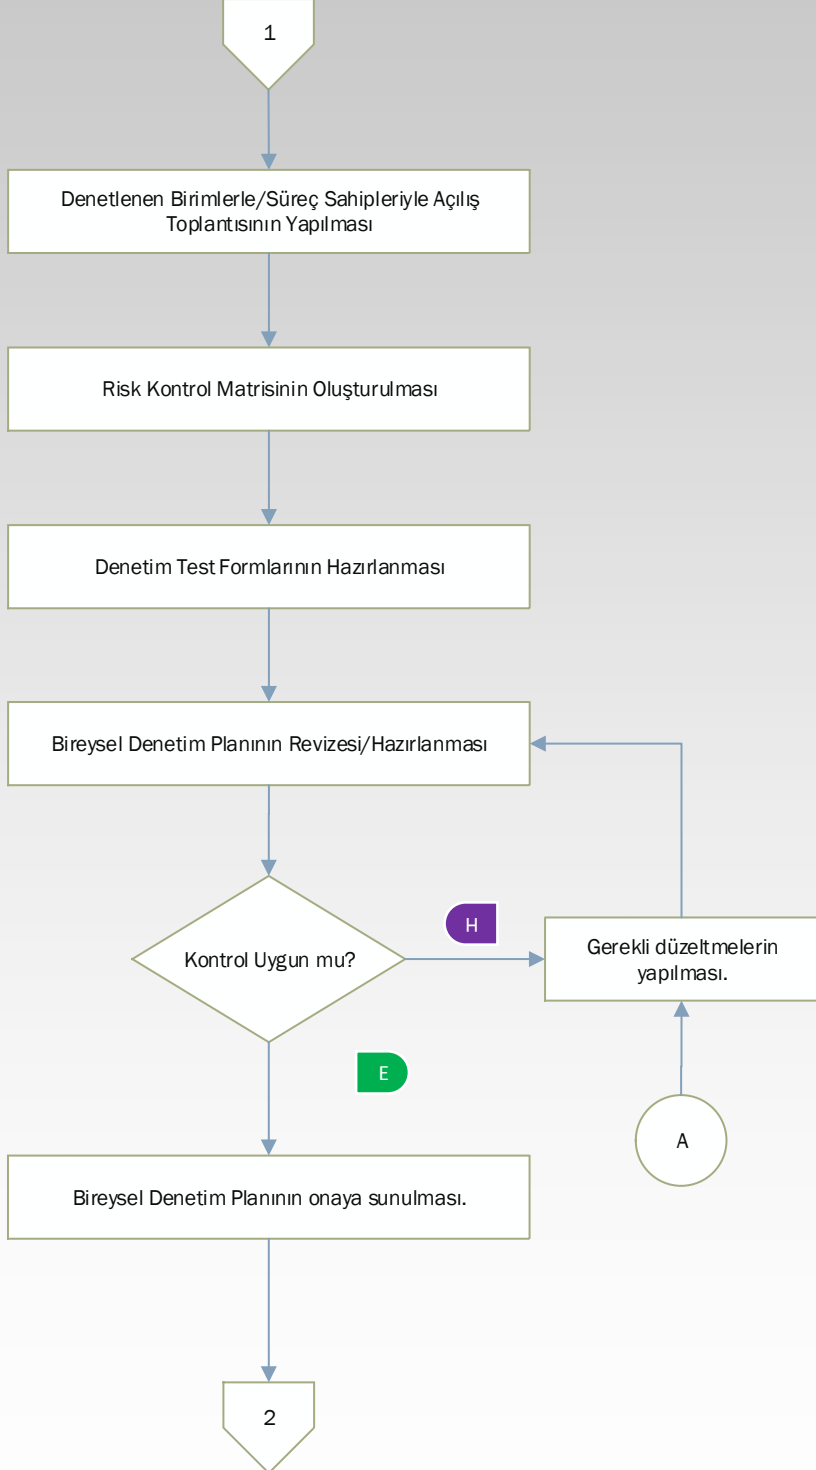 1
Denetlenen Birimlerle/Süreç Sahipleriyle Açılış
Toplantısının Yapılması
Risk Kontrol Matrisinin Oluşturulması
Denetim Test Formlarının Hazırlanması
Bireysel Denetim Planının Revizesi/Hazırlanması
Kontrol Uygun mu?
H
Gerekli düzeltmelerin
yapılması.
E
A
Bireysel Denetim Planının onaya sunulması.
2